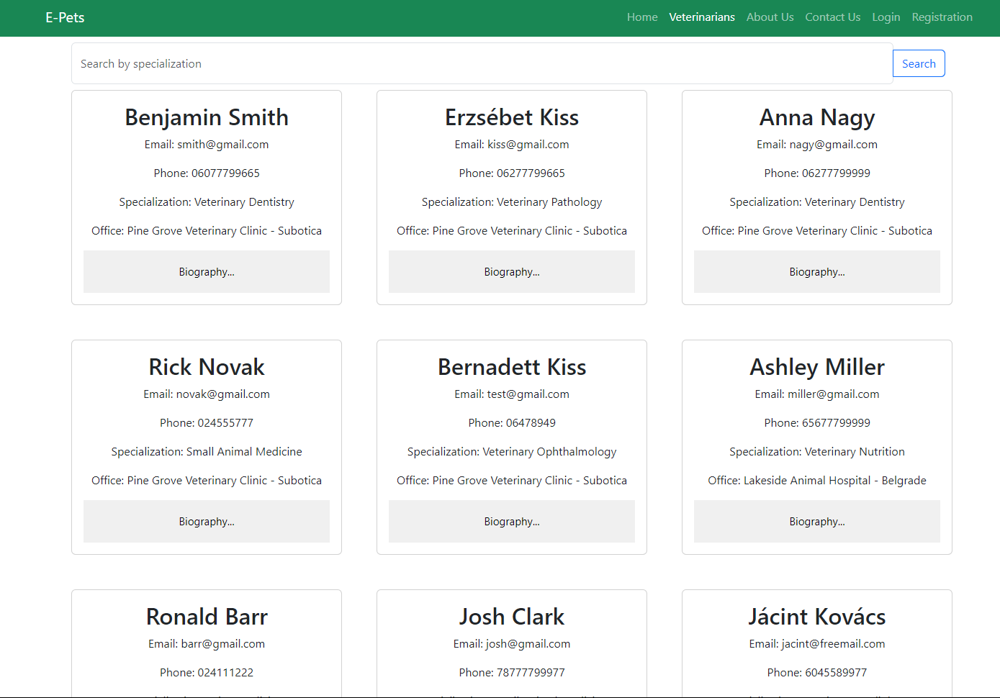 E-Pets
Home Veterinarians About Us Contact Us Login Registration
Search by specialization
Search
Benjamin Smith
Email: smith@gmail.com
Phone: 06077799665
Specialization: Veterinary Dentistry
Office: Pine Grove Veterinary Clinic - Subotica
Biography...
Erzsébet Kiss
Email: kiss@gmail.com
Phone: 06277799665
Specialization: Veterinary Pathology
Office: Pine Grove Veterinary Clinic - Subotica
Biography...
Anna Nagy
Email: nagy@gmail.com
Phone: 06277799999
Specialization: Veterinary Dentistry
Office: Pine Grove Veterinary Clinic - Subotica
Biography...
Rick Novak
Email: novak@gmail.com
Phone: 024555777
Specialization: Small Animal Medicine
Office: Pine Grove Veterinary Clinic - Subotica
Biography...
Bernadett Kiss
Email: test@gmail.com
Phone: 06478949
Specialization: Veterinary Ophthalmology
Office: Pine Grove Veterinary Clinic - Subotica
Biography...
Ashley Miller
Email: miller@gmail.com
Phone: 65677799999
Specialization: Veterinary Nutrition
Office: Lakeside Animal Hospital - Belgrade
Biography...
Ronald Barr
Email: barr@gmail.com
Phone: 024111222
Josh Clark
Email: josh@gmail.com
Phone: 78777799977
Jácint Kovács
Email: jacint@freemail.com
Phone: 6045589977